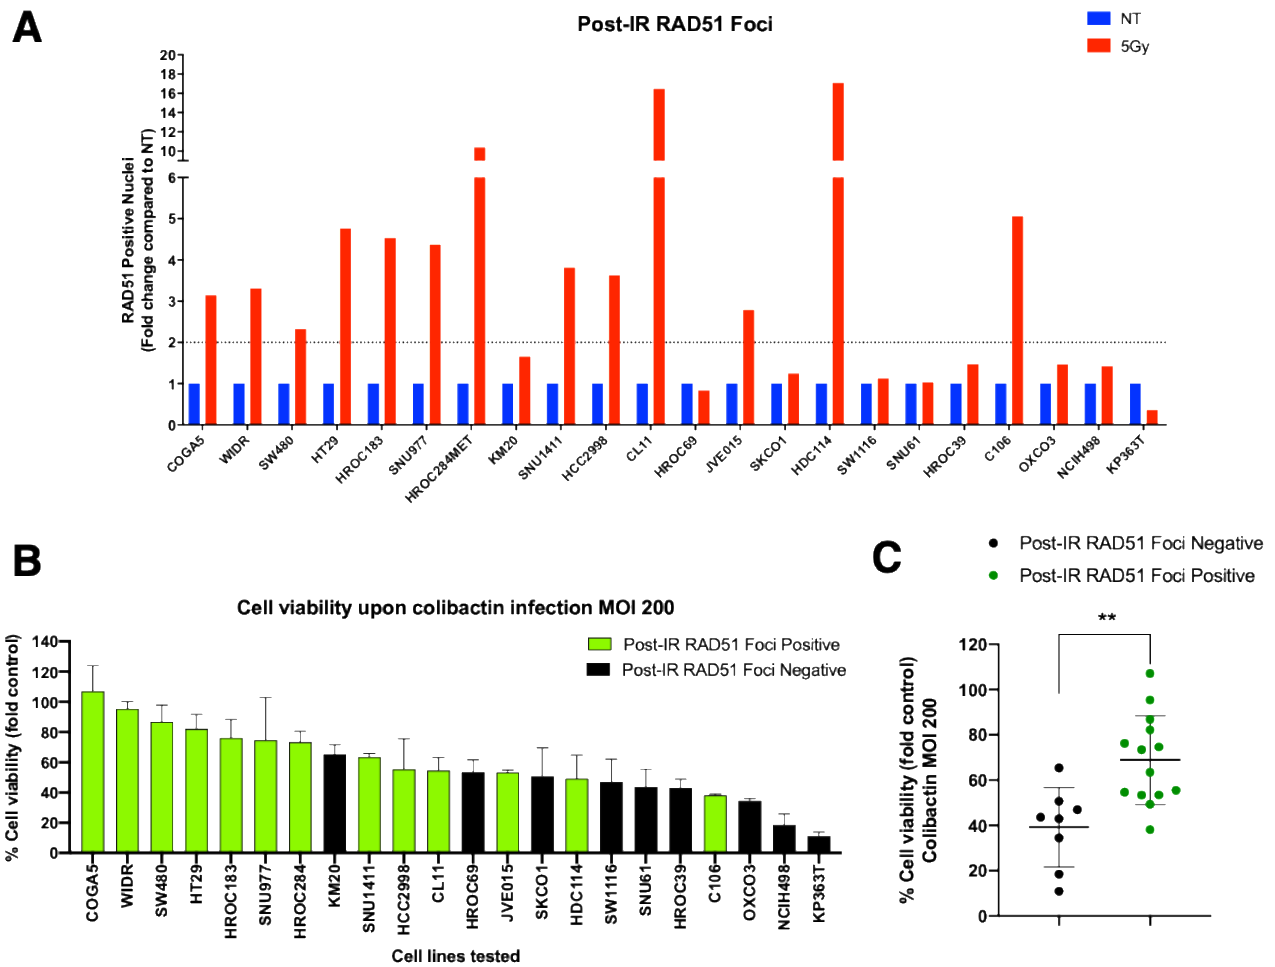 A
Post-IR RAD51 Foci
NT
5Gy
RAD51 Positive Nuclei
(Fold change compared to NT)
20
18
16
14
12
10
6
5
4
3
2
1
0
COGA5
WIDR
SW480
HT29
HROC183
SNU977
HROC284MET
KM20
SNU1411
HCC2998
CL11
HROC69
JVE015
SKCO1
HDC114
SW1116
SNU61
HROC39
C106
OXCO3
NCIH498
KP363T
B
Cell viability upon colibactin infection MOI 200
Post-IR RAD51 Foci Positive
Post-IR RAD51 Foci Negative
% Cell viability (fold control)
140
120
100
80
60
40
20
0
COGA5
WIDR
SW480
HT29
HROC183
SNU977
HROC284
KM20
SNU1411
HCC2998
CL11
HROC69
JVE015
SKCO1
HDC114
SW1116
SNU61
HROC39
C106
OXCO3
NCIH498
KP363T
Cell lines tested
C
Post-IR RAD51 Foci Negative
Post-IR RAD51 Foci Positive
**
% Cell viability (fold control)
Colibactin MOI 200
120
100
80
60
40
20
0